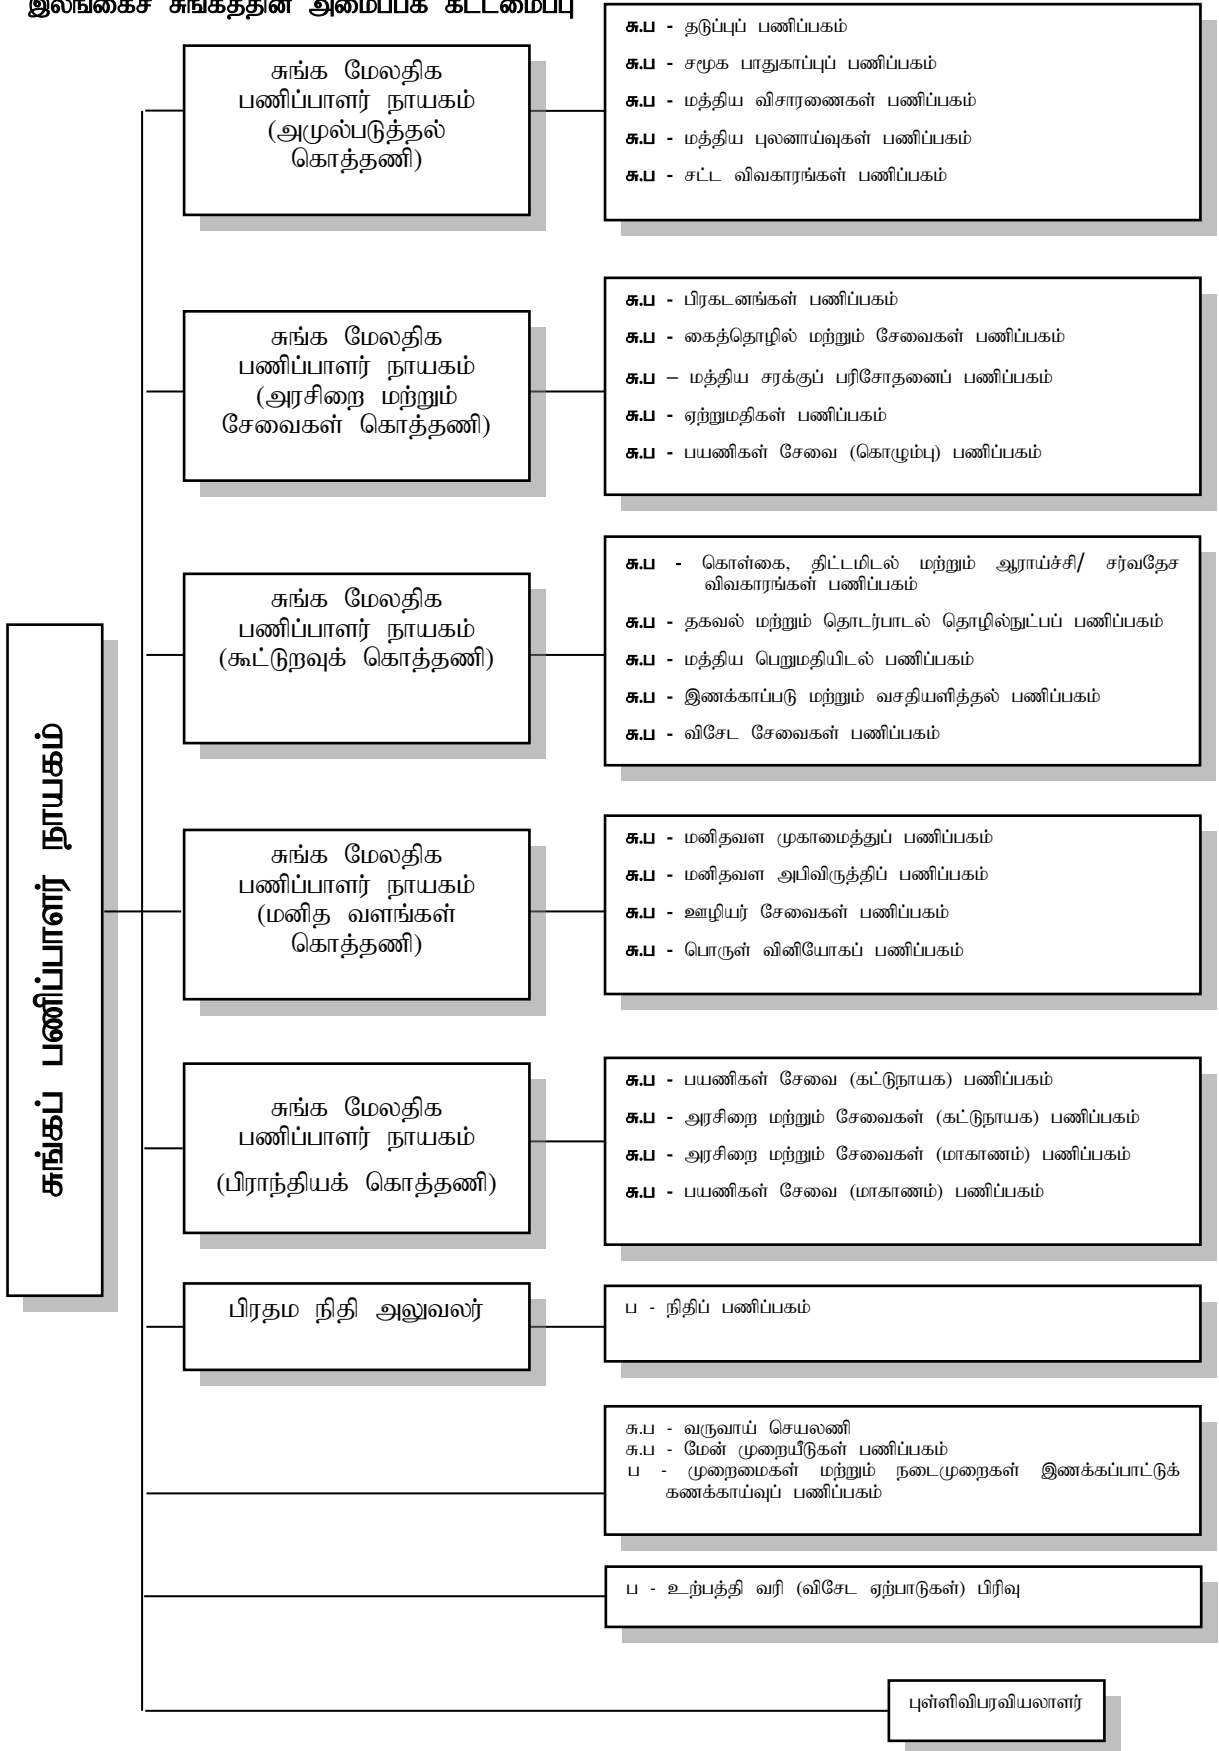 இலங்கைச் சுங்கத்தின் அமைப்பக் கட்டமைப்பு
சுங்கப் பணிப்பாளர் நாயகம்
சுங்க மேலதிக
பணிப்பாளர் நாயகம்
(அமுல்படுத்தல்
கொத்தணி)
சு.ப - தடுப்புப் பணிப்பகம்
சு.ப - சமூக பாதுகாப்புப் பணிப்பகம்
சு.ப - மத்திய விசாரணைகள் பணிப்பகம்
சு.ப - மத்திய புலனாய்வுகள் பணிப்பகம்
சு.ப - சட்ட விவகாரங்கள் பணிப்பகம்
சுங்க மேலதிக
பணிப்பாளர் நாயகம்
(அரசிறை மற்றும்
சேவைகள் கொத்தணி)
சு.ப - பிரகடனங்கள் பணிப்பகம்
சு.ப - கைத்தொழில் மற்றும் சேவைகள் பணிப்பகம்
சு.ப – மத்திய சரக்குப் பரிசோதனைப் பணிப்பகம்
சு.ப - ஏற்றுமதிகள் பணிப்பகம்
சு.ப - பயணிகள் சேவை (கொழும்பு) பணிப்பகம்
சுங்க மேலதிக
பணிப்பாளர் நாயகம்
(கூட்டுறவுக் கொத்தணி)
சு.ப - கொள்கை, திட்டமிடல் மற்றும் ஆராய்ச்சி/ சர்வதேச
விவகாரங்கள் பணிப்பகம்
சு.ப - தகவல் மற்றும் தொடர்பாடல் தொழில்நுட்பப் பணிப்பகம்
சு.ப - மத்திய பெறுமதியிடல் பணிப்பகம்
சு.ப - இணக்காப்படு மற்றும் வசதியளித்தல் பணிப்பகம்
சு.ப - விசேட சேவைகள் பணிப்பகம்
சுங்க மேலதிக
பணிப்பாளர் நாயகம்
(மனித வளங்கள்
கொத்தணி)
சு.ப - மனிதவள முகாமைத்துப் பணிப்பகம்
சு.ப - மனிதவள அபிவிருத்திப் பணிப்பகம்
சு.ப - ஊழியர் சேவைகள் பணிப்பகம்
சு.ப - பொருள் வினியோகப் பணிப்பகம்
சுங்க மேலதிக
பணிப்பாளர் நாயகம்
(பிராந்தியக் கொத்தணி)
சு.ப - பயணிகள் சேவை (கட்டுநாயக) பணிப்பகம்
சு.ப - அரசிறை மற்றும் சேவைகள் (கட்டுநாயக) பணிப்பகம்
சு.ப - அரசிறை மற்றும் சேவைகள் (மாகாணம்) பணிப்பகம்
சு.ப - பயணிகள் சேவை (மாகாணம்) பணிப்பகம்
பிரதம நிதி அலுவலர்
ப - நிதிப் பணிப்பகம்
சு.ப - வருவாய் செயலணி
சு.ப - மேன் முறையீடுகள் பணிப்பகம்
ப - முறைமைகள் மற்றும் நடைமுறைகள் இணக்கப்பாட்டுக்
கணக்காய்வுப் பணிப்பகம்
ப - உற்பத்தி வரி (விசேட ஏற்பாடுகள்) பிரிவு
புள்ளிவிபரவியலாளர்